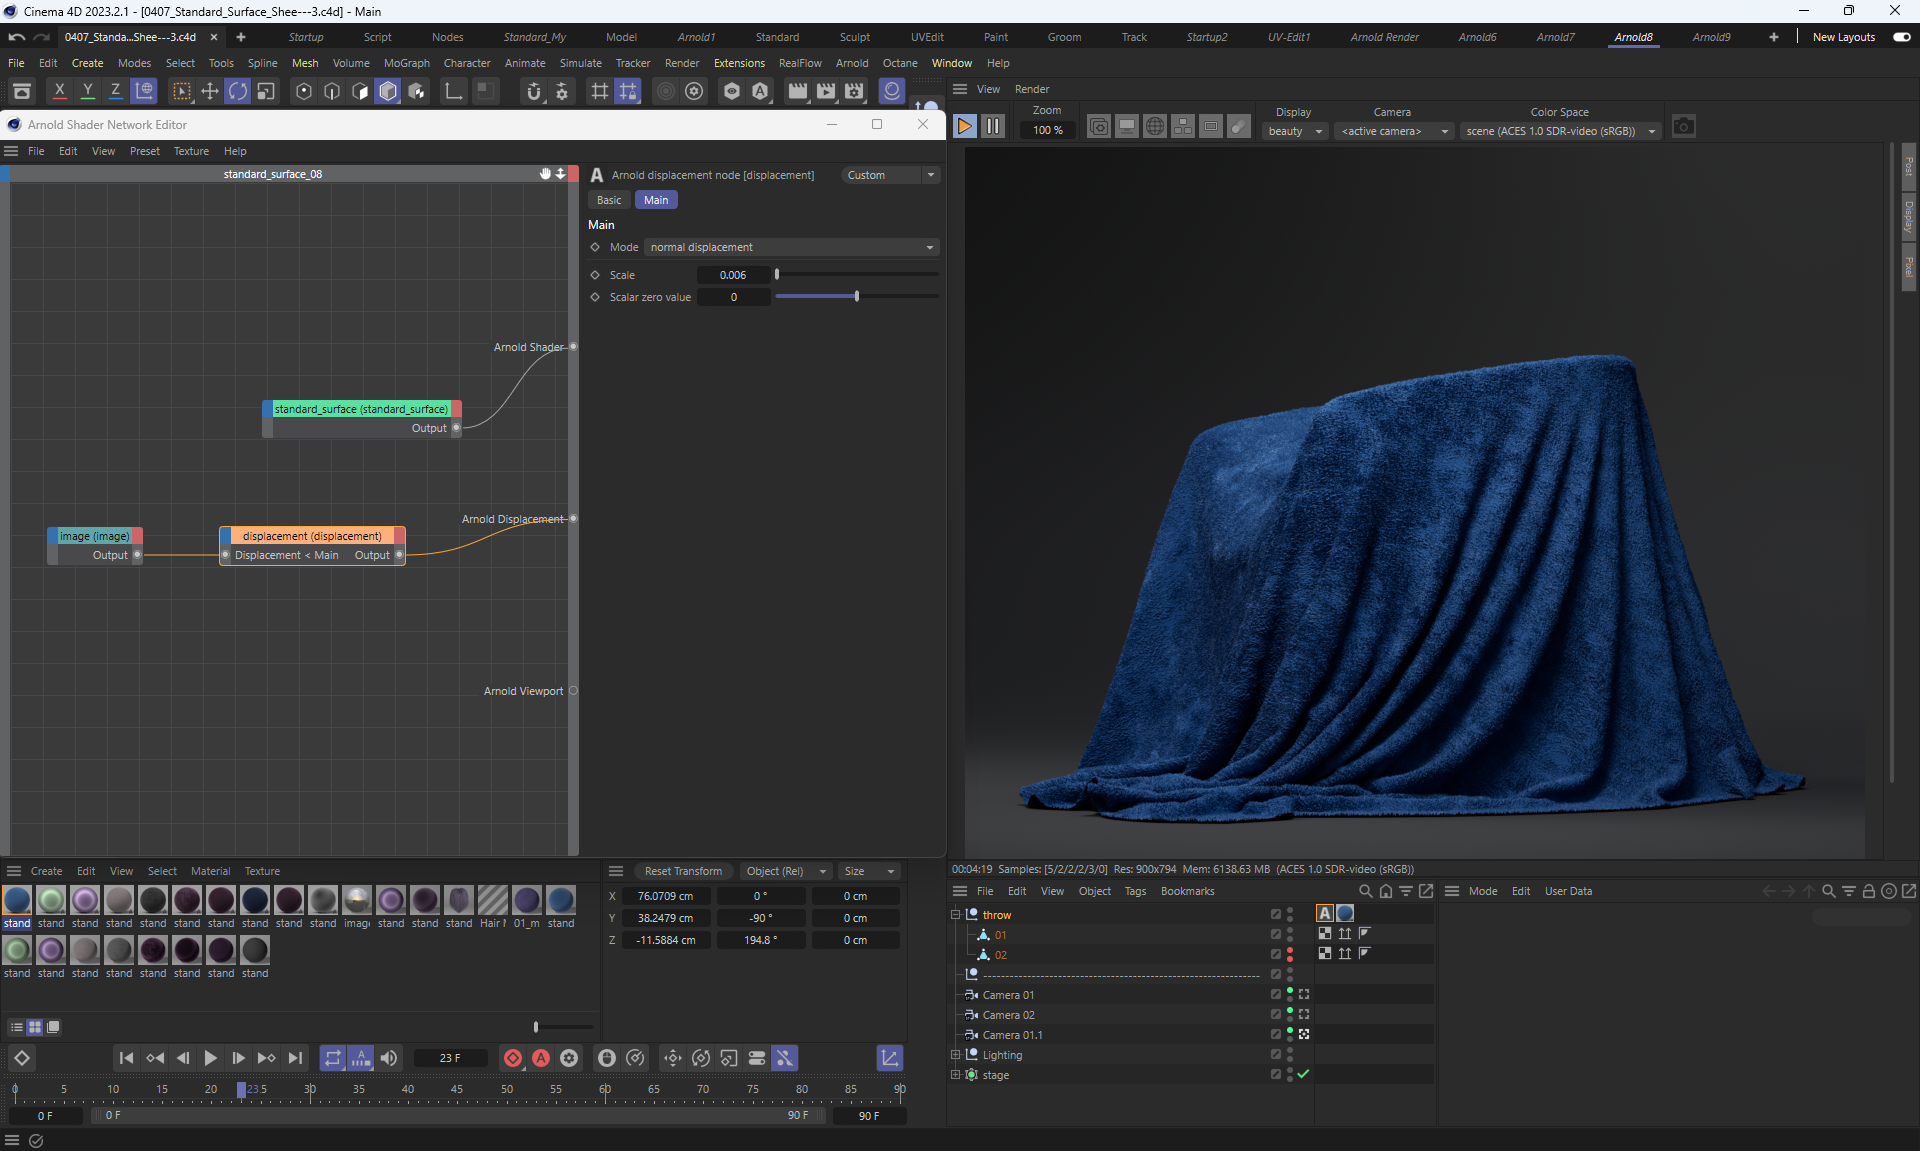 Cinema 4D 2023.2.1 - [0407_Standard_Surface_Shee---3.c4d] - Main
0407_Standa...Shee---3.c4d
Startup Script Nodes Standard_My Model Arnold1 Standard Sculpt UVEdit Paint Groom Track Startup2 UV-Edit1 Arnold Render Arnold6 Arnold7 Arnold8 Arnold9 New Layouts
File Edit Create Modes Select Tools Spline Mesh Volume MoGraph Character Animate Simulate Tracker Render Extensions RealFlow Arnold Octane Window Help
X Y Z
View Render
Zoom Display Camera Color Space
100 % beauty <active camera> scene (ACES 1.0 SDR-video (sRGB))
Arnold Shader Network Editor
File Edit View Preset Texture Help
standard_surface_08
Arnold displacement node [displacement] Custom
Basic Main
Main
Mode normal displacement
Scale 0.006
Scalar zero value 0
Arnold Shader
standard_surface (standard_surface)
Output
Arnold Displacement
image (image)
Output
displacement (displacement)
Displacement < Main Output
Arnold Viewport
Post
Display
Pixel
00:04:19 Samples: [5/2/2/2/3/0] Res: 900x794 Mem: 6138.63 MB (ACES 1.0 SDR-video (sRGB))
Create Edit View Select Material Texture
stand stand stand stand stand stand stand stand stand stand image stand stand stand Hair 01_m stand
stand stand stand stand stand stand stand stand
Reset Transform Object (Rel) Size
X 76.0709 cm 0 ° 0 cm
Y 38.2479 cm -90 ° 0 cm
Z -11.5884 cm 194.8 ° 0 cm
File Edit View Object Tags Bookmarks
throw
01
02
--------------------------------------------------------------
Camera 01
Camera 02
Camera 01.1
Lighting
stage
Mode Edit User Data
23 F
0 5 10 15 20 23.5 30 35 40 45 50 55 60 65 70 75 80 85 90
0 F 0 F 90 F 90 F